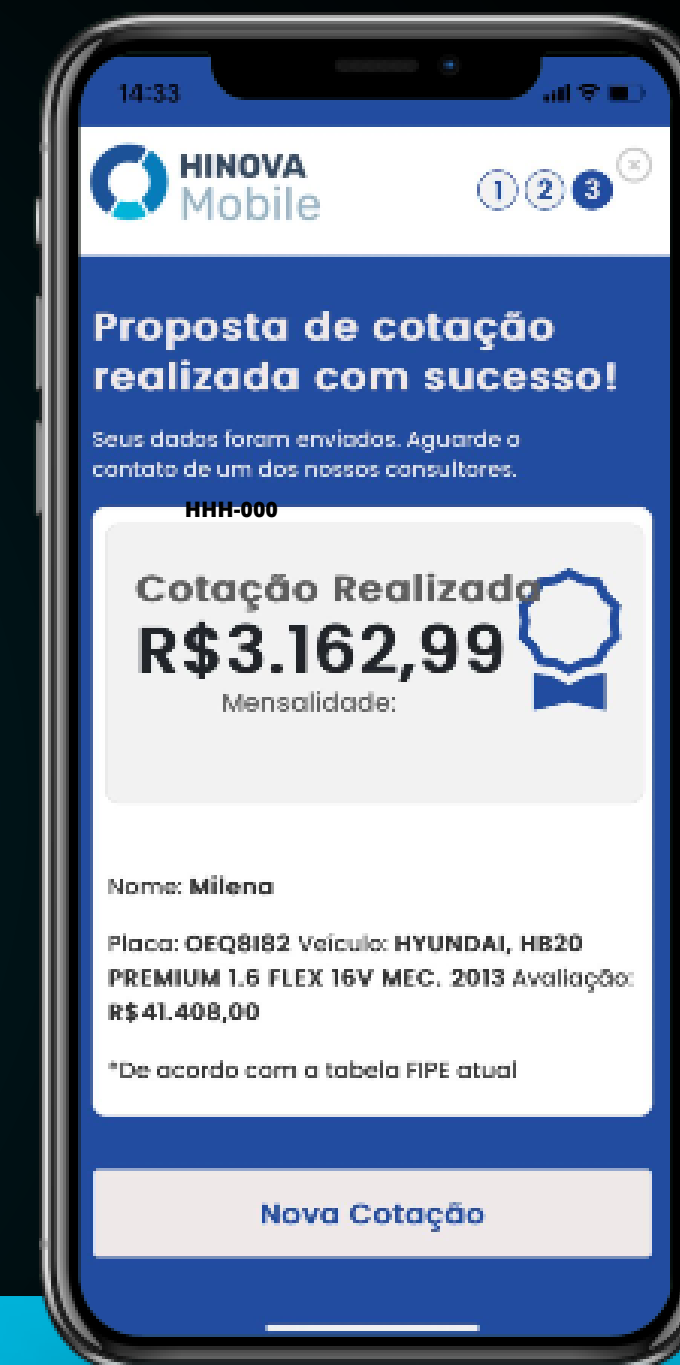 14:33
HINOVA
Mobile
1 2 3
Proposta de cotação
realizada com sucesso!
Seus dados foram enviados. Aguarde o
contato de um dos nossos consultores.
HHH-000
Cotação Realizada
R$3.162,99
Mensalidade:
Nome: Milena
Placa: OEQ8I82 Veículo: HYUNDAI, HB20
PREMIUM 1.6 FLEX 16V MEC. 2013 Avaliação:
R$41.408,00
*De acordo com a tabela FIPE atual
Nova Cotação